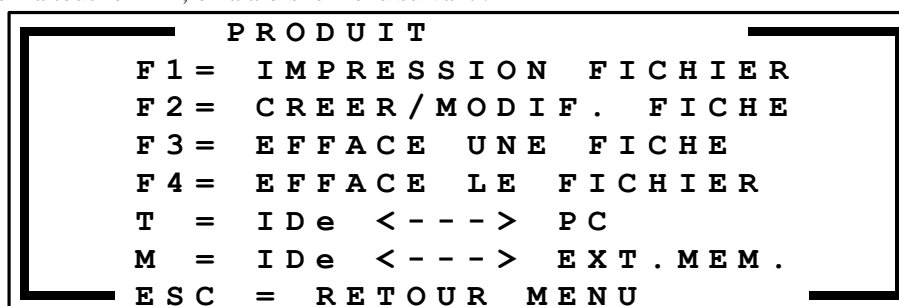 PRODUIT
F1= IMPRESSION FICHIER
F2= CREER/MODIF. FICHE
F3= EFFACE UNE FICHE
F4= EFFACE LE FICHIER
T = IDe <---> PC
M = IDe <---> EXT.MEM.
ESC = RETOUR MENU